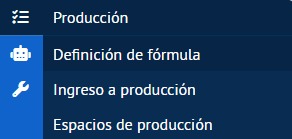 Producción
Definición de fórmula
Ingreso a producción
Espacios de producción